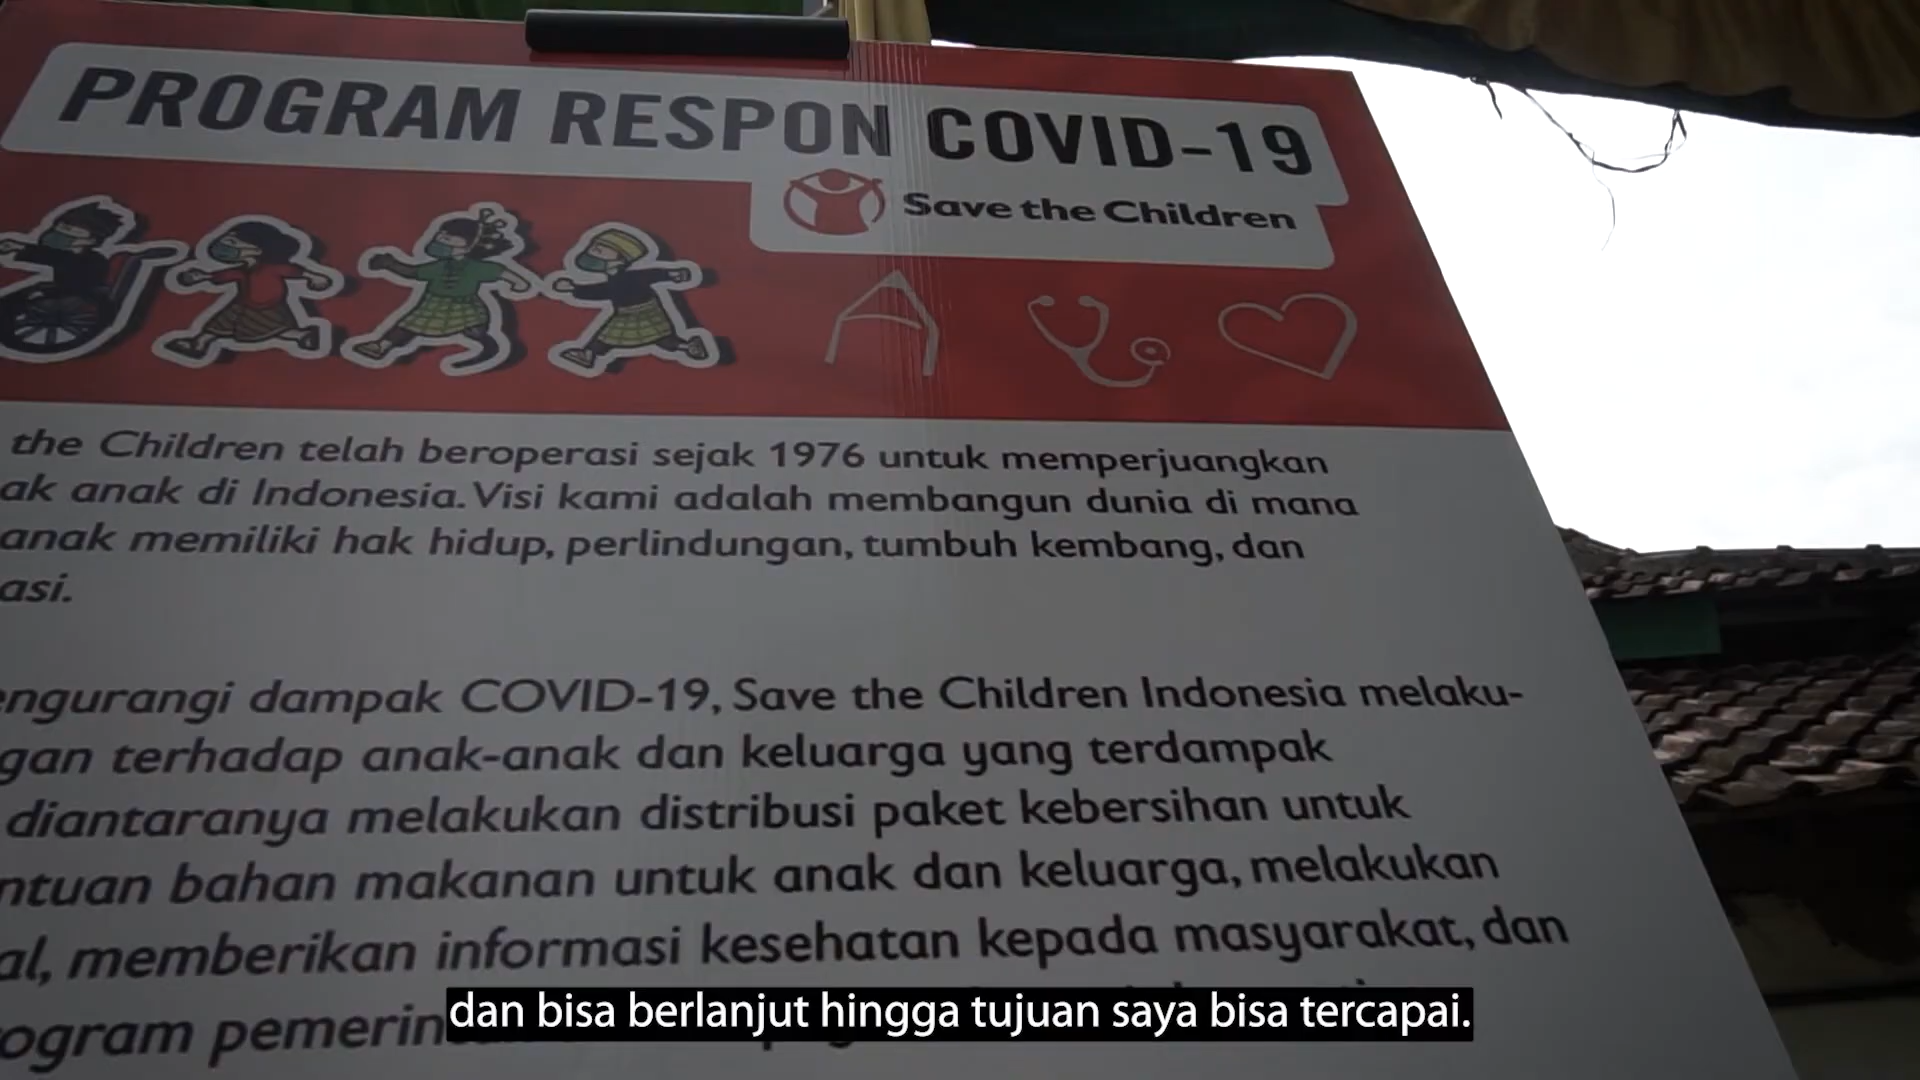 PROGRAM RESPON COVID-19
Save the Children
the Children telah beroperasi sejak 1976 untuk memperjuangkan
ak anak di Indonesia. Visi kami adalah membangun dunia di mana
anak memiliki hak hidup, perlindungan, tumbuh kembang, dan
asi.
engurangi dampak COVID-19, Save the Children Indonesia melaku-
gan terhadap anak-anak dan keluarga yang terdampak
diantaranya melakukan distribusi paket kebersihan untuk
ntuan bahan makanan untuk anak dan keluarga, melakukan
al, memberikan informasi kesehatan kepada masyarakat, dan
ogram pemerin
dan bisa berlanjut hingga tujuan saya bisa tercapai.